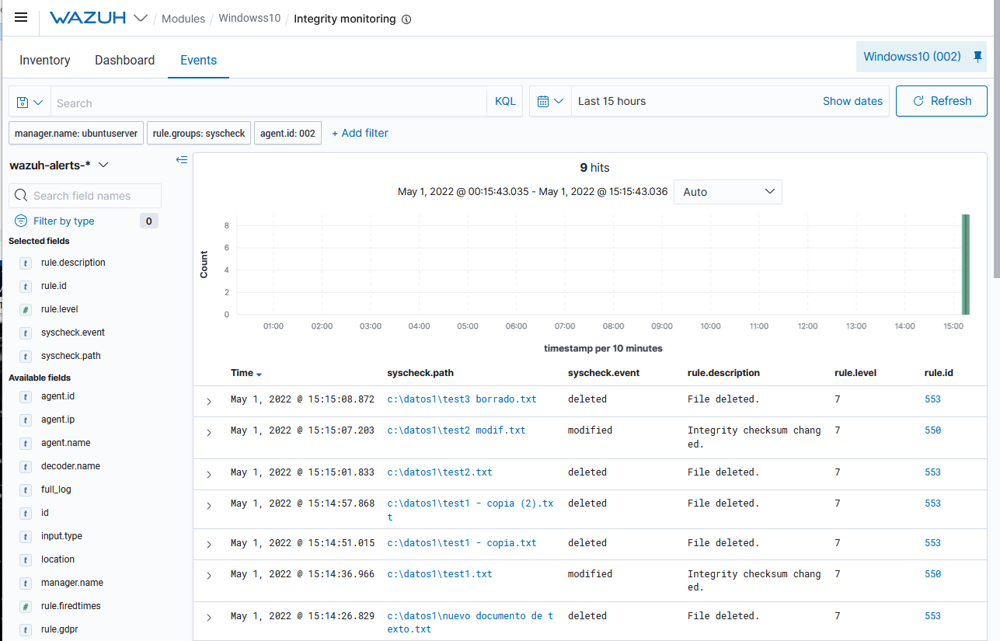 WAZUH / Modules / Windowss10 / Integrity monitoring
Inventory Dashboard Events Windowss10 (002)
Search KQL Last 15 hours Show dates Refresh
manager.name: ubuntuserver rule.groups: syscheck agent.id: 002 + Add filter
wazuh-alerts-*
Search field names
Filter by type 0
Selected fields
t rule.description
t rule.id
# rule.level
t syscheck.event
t syscheck.path
Available fields
t agent.id
t agent.ip
t agent.name
t decoder.name
t full_log
t id
t input.type
t location
t manager.name
# rule.firedtimes
t rule.gdpr
9 hits
May 1, 2022 @ 00:15:43.035 - May 1, 2022 @ 15:15:43.036 Auto
Count
8
6
4
2
0
01:00 02:00 03:00 04:00 05:00 06:00 07:00 08:00 09:00 10:00 11:00 12:00 13:00 14:00 15:00
timestamp per 10 minutes
Time syscheck.path syscheck.event rule.description rule.level rule.id
May 1, 2022 @ 15:15:08.872 c:\datos1\test3 borrado.txt deleted File deleted. 7 553
May 1, 2022 @ 15:15:07.203 c:\datos1\test2 modif.txt modified Integrity checksum chang 7 550
ed.
May 1, 2022 @ 15:15:01.833 c:\datos1\test2.txt deleted File deleted. 7 553
May 1, 2022 @ 15:14:57.868 c:\datos1\test1 - copia (2).tx deleted File deleted. 7 553
t
May 1, 2022 @ 15:14:51.015 c:\datos1\test1 - copia.txt deleted File deleted. 7 553
May 1, 2022 @ 15:14:36.966 c:\datos1\test1.txt modified Integrity checksum chang 7 550
ed.
May 1, 2022 @ 15:14:26.829 c:\datos1\nuevo documento de t deleted File deleted. 7 553
exto.txt